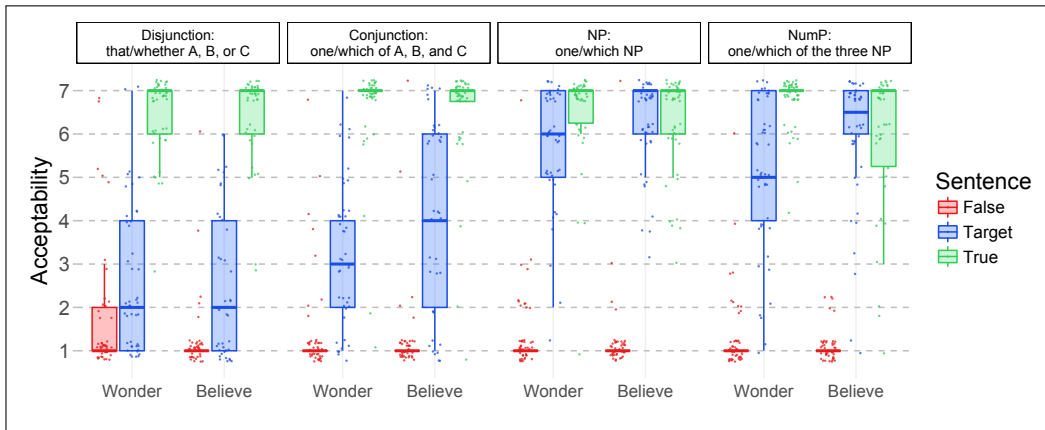 Disjunction:
that/whether A, B, or C
Conjunction:
one/which of A, B, and C
NP:
one/which NP
NumP:
one/which of the three NP
Acceptability
7
6
5
4
3
2
1
Wonder
Believe
Wonder
Believe
Wonder
Believe
Wonder
Believe
Sentence
False
Target
True